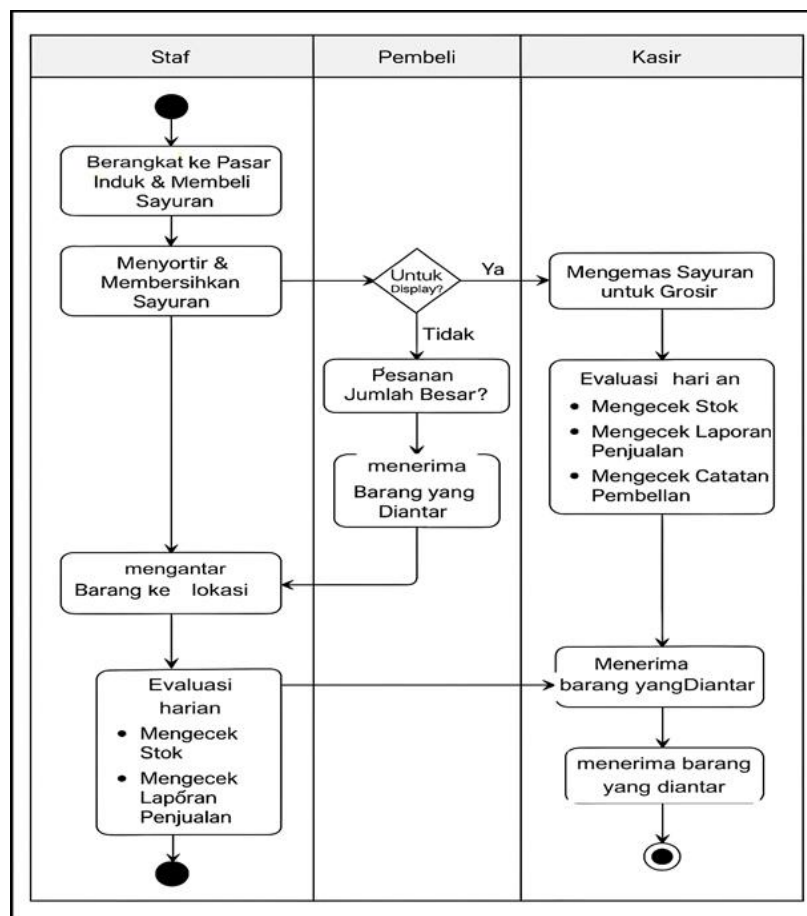 Staf
Pembeli
Kasir
Berangkat ke Pasar
Induk & Membeli
Sayuran
Menyortir &
Membersihkan
Sayuran
Untuk
Display?
Ya
Mengemas Sayuran
untuk Grosir
Tidak
Pesanan
Jumlah Besar?
Evaluasi hari an
• Mengecek Stok
• Mengecek Laporan
Penjualan
• Mengecek Catatan
Pembellan
menerima
Barang yang
Diantar
mengantar
Barang ke lokasi
Evaluasi
harian
• Mengecek
Stok
• Mengecek
Lapőran
Penjualan
Menerima
barang yangDiantar
menerima barang
yang diantar